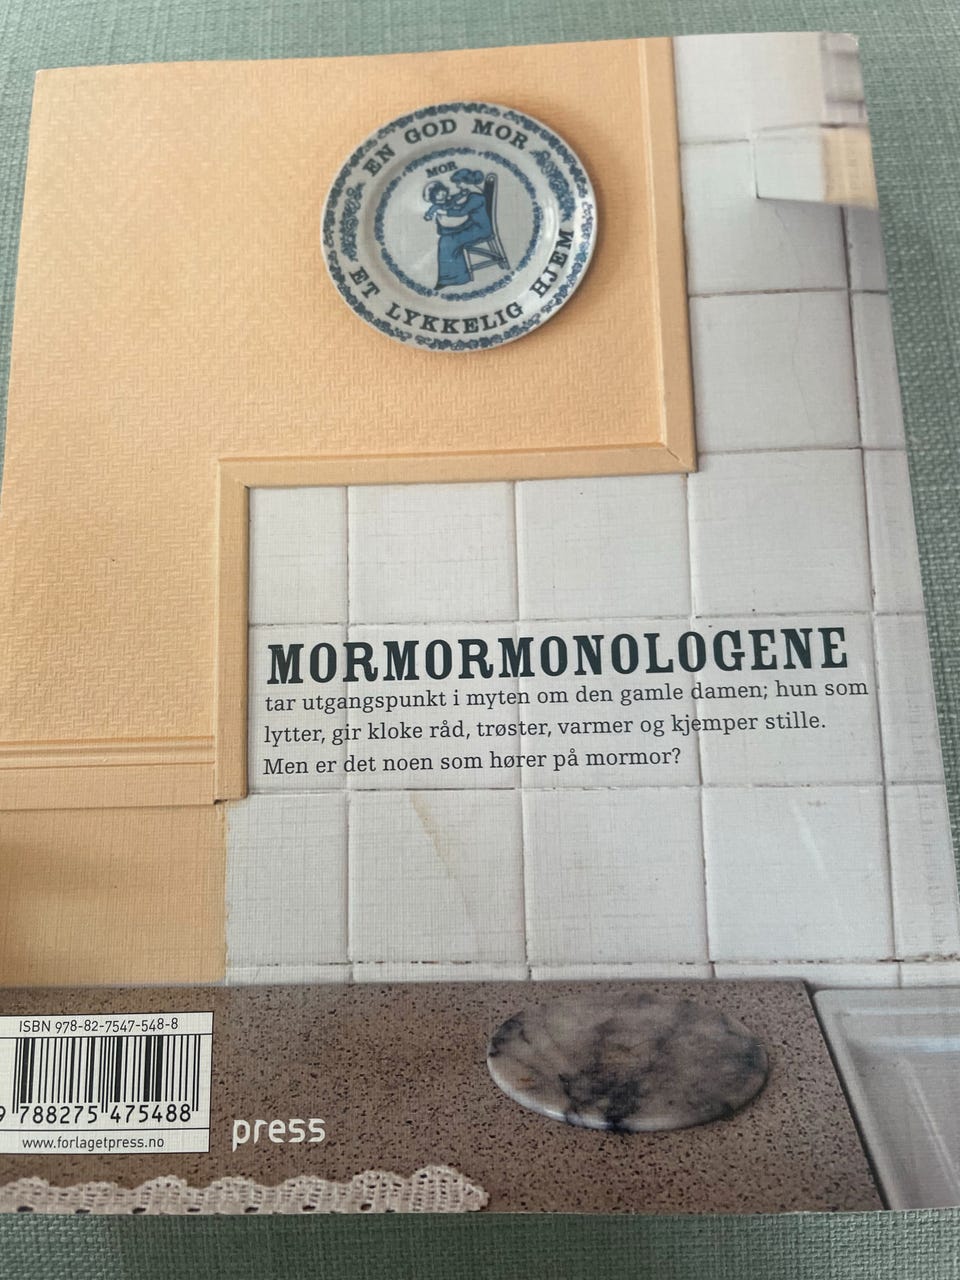 EN GOD MOR
MOR
ET LYKKELIG HJEM
MORMORMONOLOGENE
tar utgangspunkt i myten om den gamle damen; hun som
lytter, gir kloke råd, trøster, varmer og kjemper stille.
Men er det noen som hører på mormor?
ISBN 978-82-7547-548-8
9 788275 475488
www.forlagetpress.no
press